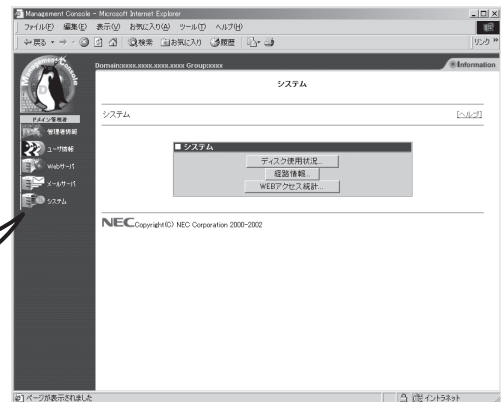 Management Console - Microsoft Internet Explorer
ファイル(F) 編集(E) 表示(V) お気に入り(A) ツール(T) ヘルプ(H)
戻る 検索 お気に入り 履歴 リンク
Management Console
Domain:xxxx.xxxx.xxxx.xxxx Group:xxxxx
Information
システム
ドメイン管理者
管理者情報
ユーザ情報
Webサーバ
メールサーバ
システム
システム
[ヘルプ]
■ システム
ディスク使用状況...
経路情報...
WEBアクセス統計...
NEC Copyright(C) NEC Corporation 2000-2002
ページが表示されました
イントラネット